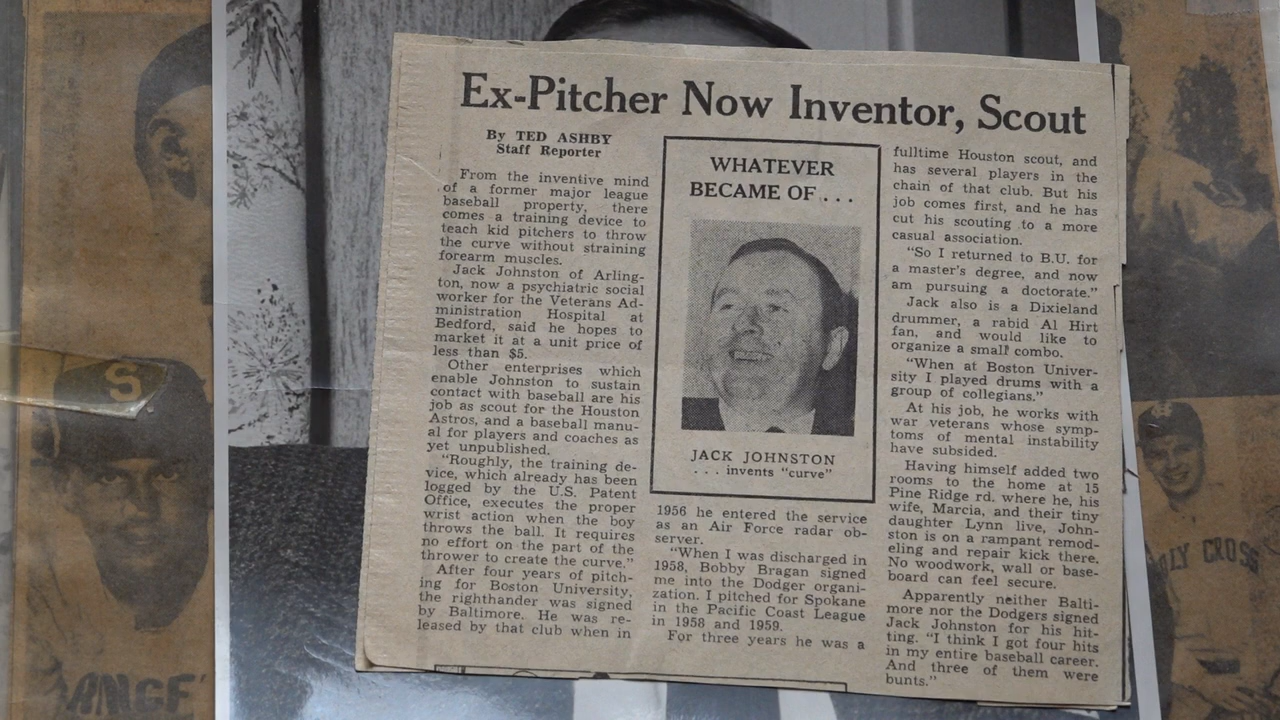 Ex-Pitcher Now Inventor, Scout
By TED ASHBY
Staff Reporter
From the inventive mind
of a former major league
baseball property, there
comes a training device to
teach kid pitchers to throw
the curve without straining
forearm muscles.
Jack Johnston of Arling-
ton, now a psychiatric social
worker for the Veterans Ad-
ministration Hospital at
Bedford, said he hopes to
market it at a unit price of
less than $5.
Other enterprises which
enable Johnston to sustain
contact with baseball are his
job as scout for the Houston
Astros, and a baseball manu-
al for players and coaches as
yet unpublished.
"Roughly, the training de-
vice, which already has been
logged by the U.S. Patent
Office, executes the proper
wrist action when the boy
throws the ball. It requires
no effort on the part of the
thrower to create the curve."
After four years of pitch-
ing for Boston University,
the righthander was signed
by Baltimore. He was re-
leased by that club when in
WHATEVER
BECAME OF . . .
JACK JOHNSTON
. . . invents "curve"
1956 he entered the service
as an Air Force radar ob-
server.
"When I was discharged in
1958, Bobby Bragan signed
me into the Dodger organi-
zation. I pitched for Spokane
in the Pacific Coast League
in 1958 and 1959.
For three years he was a
fulltime Houston scout, and
has several players in the
chain of that club. But his
job comes first, and he has
cut his scouting to a more
casual association.
"So I returned to B.U. for
a master's degree, and now
am pursuing a doctorate."
Jack also is a Dixieland
drummer, a rabid Al Hirt
fan, and would like to
organize a small combo.
"When at Boston Univer-
sity I played drums with a
group of collegians."
At his job, he works with
war veterans whose symp-
toms of mental instability
have subsided.
Having himself added two
rooms to the home at 15
Pine Ridge rd. where he, his
wife, Marcia, and their tiny
daughter Lynn live, John-
ston is on a rampant remod-
eling and repair kick there.
No woodwork, wall or base-
board can feel secure.
Apparently neither Balti-
more nor the Dodgers signed
Jack Johnston for his hit-
ting. "I think I got four hits
in my entire baseball career.
And three of them were
bunts."
S
OLY CROSS